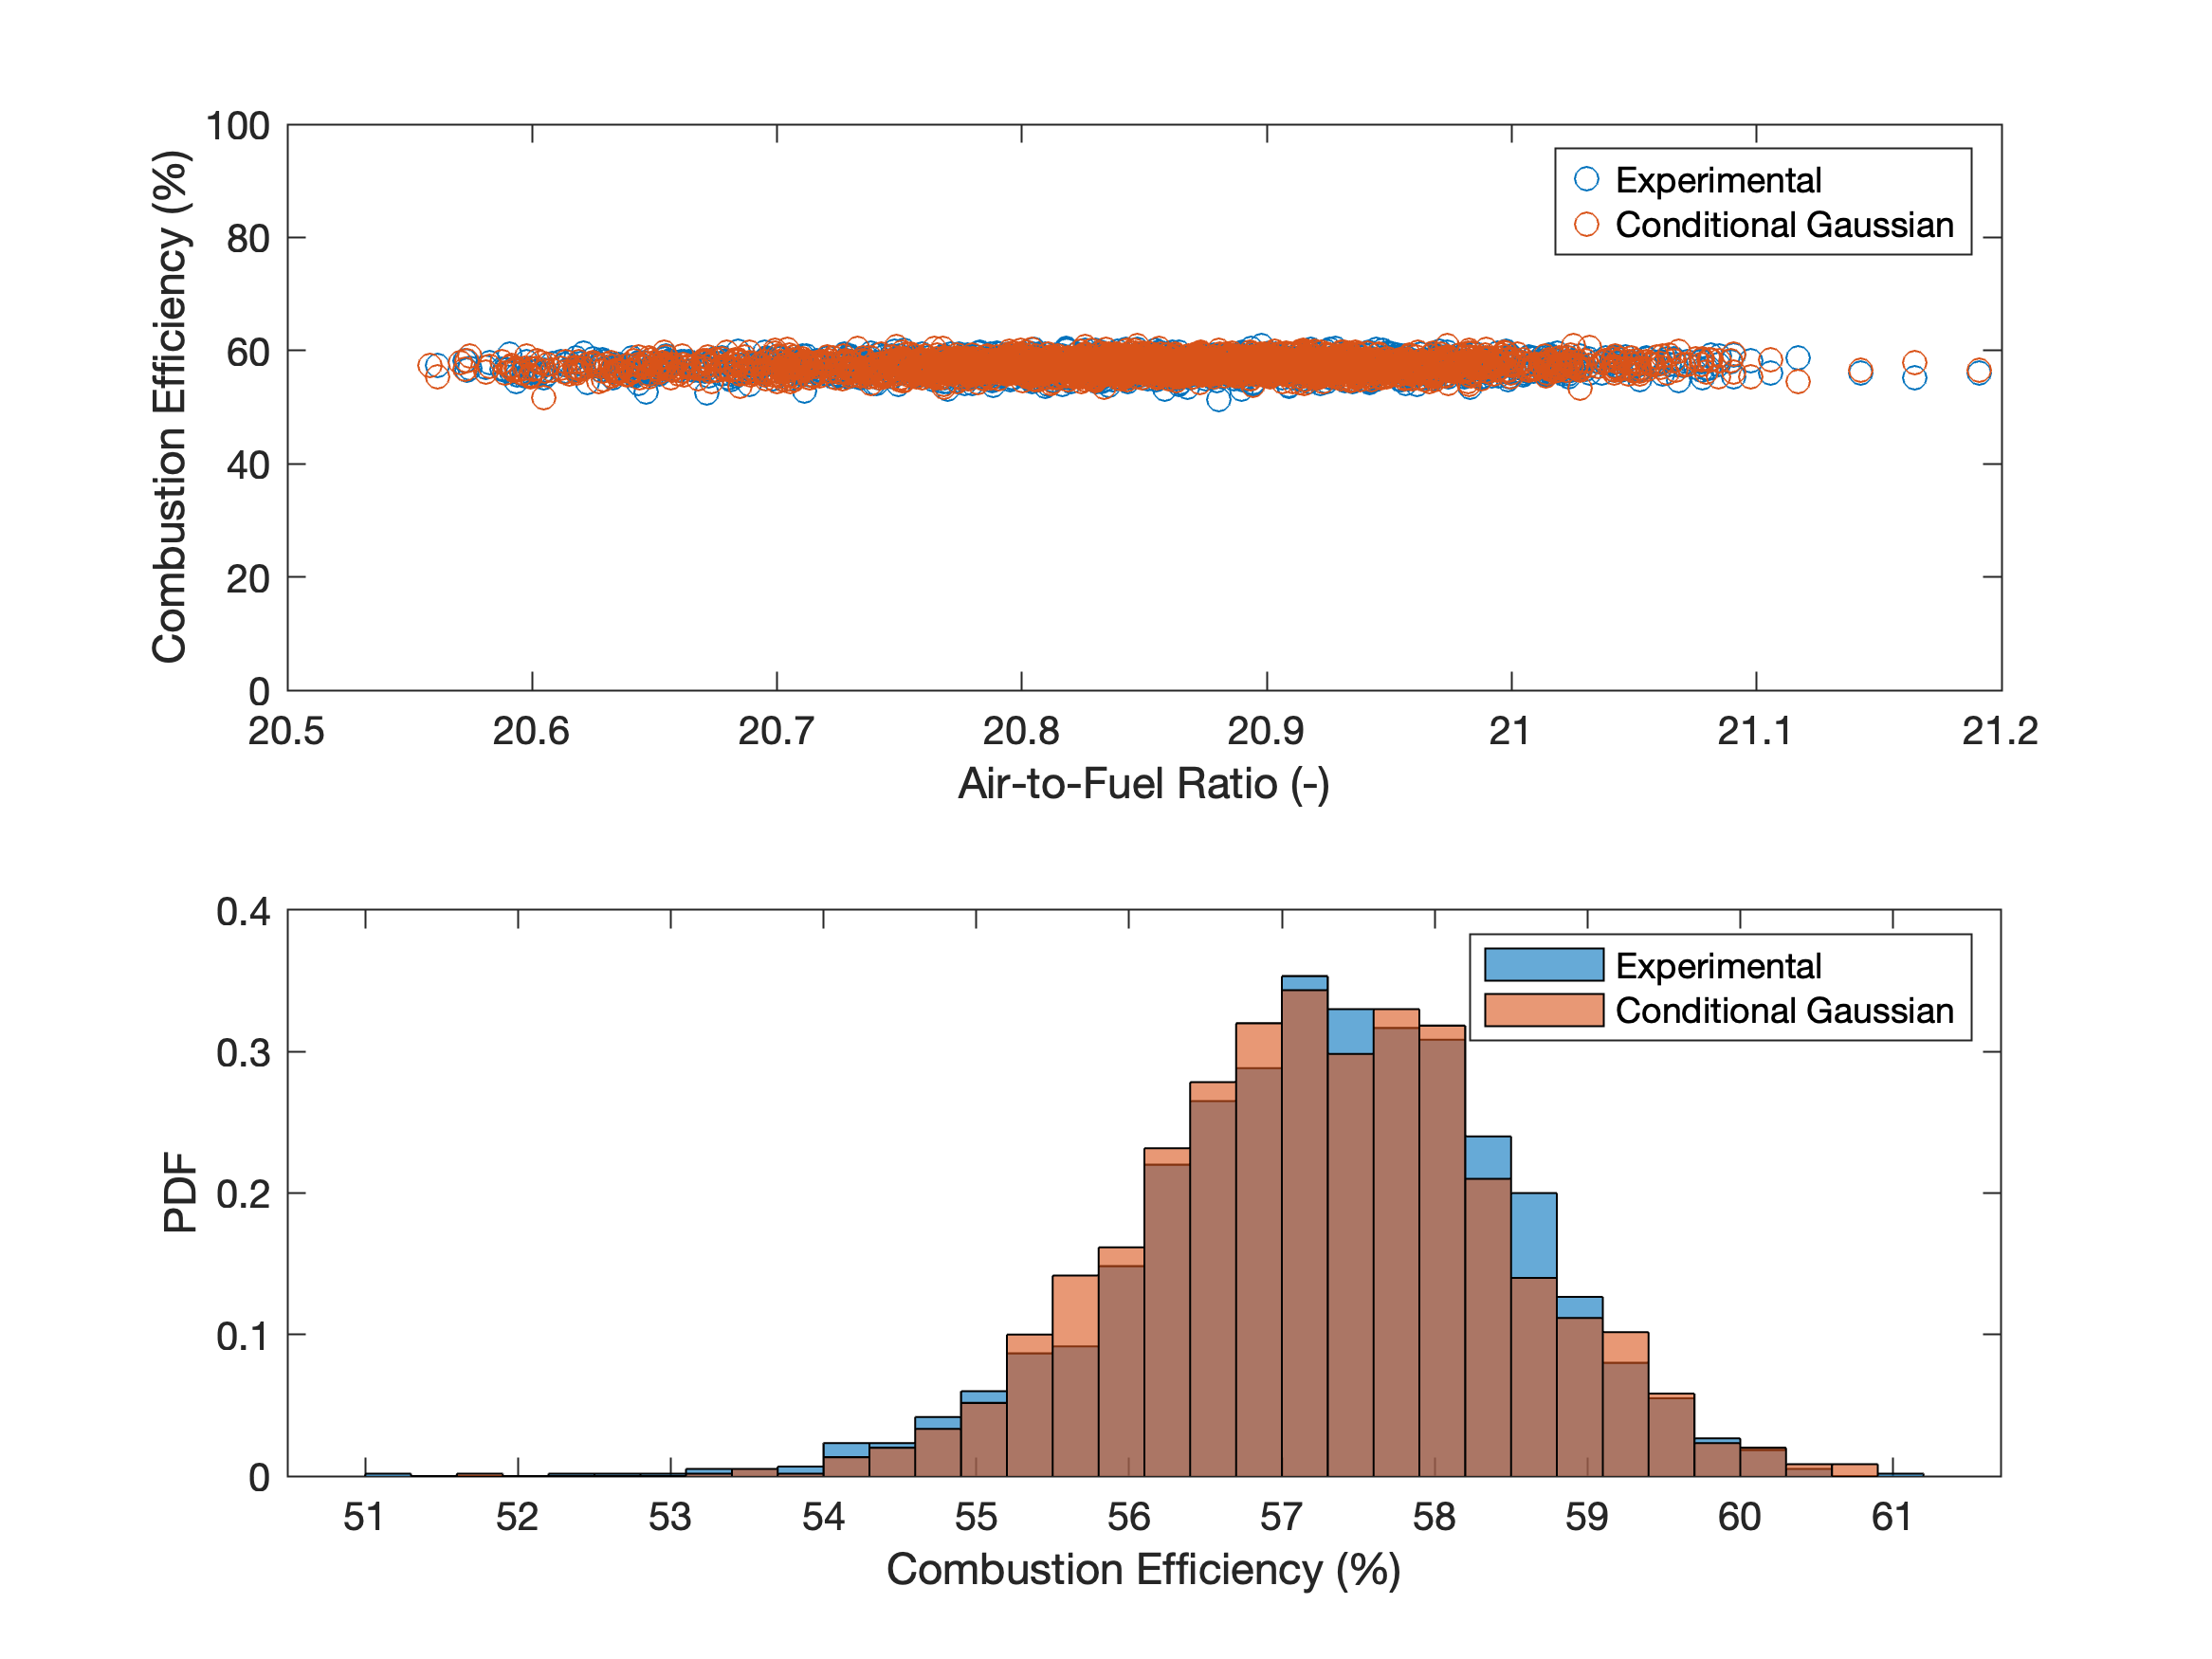 100
80
60
40
20
0
Combustion Efficiency (%)
Experimental
Conditional Gaussian
20.5 20.6 20.7 20.8 20.9 21 21.1 21.2
Air-to-Fuel Ratio (-)
0.4
0.3
0.2
0.1
0
PDF
Experimental
Conditional Gaussian
51 52 53 54 55 56 57 58 59 60 61
Combustion Efficiency (%)